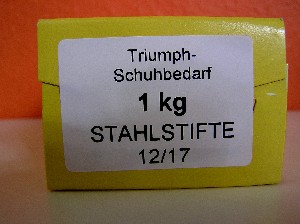 Triumph-
Schuhbedarf
1 kg
STAHLSTIFTE
12/17